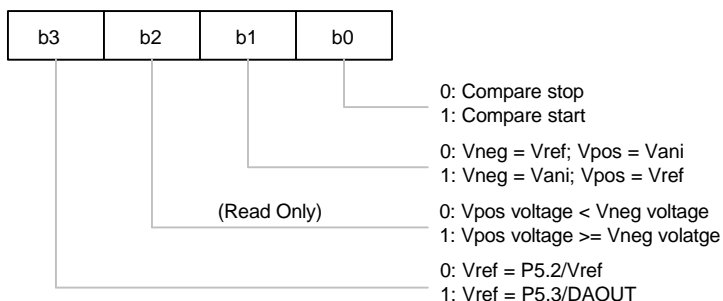 b3 b2 b1 b0
0: Compare stop
1: Compare start
0: Vneg = Vref; Vpos = Vani
1: Vneg = Vani; Vpos = Vref
(Read Only)
0: Vpos voltage < Vneg voltage
1: Vpos voltage >= Vneg volatge
0: Vref = P5.2/Vref
1: Vref = P5.3/DAOUT